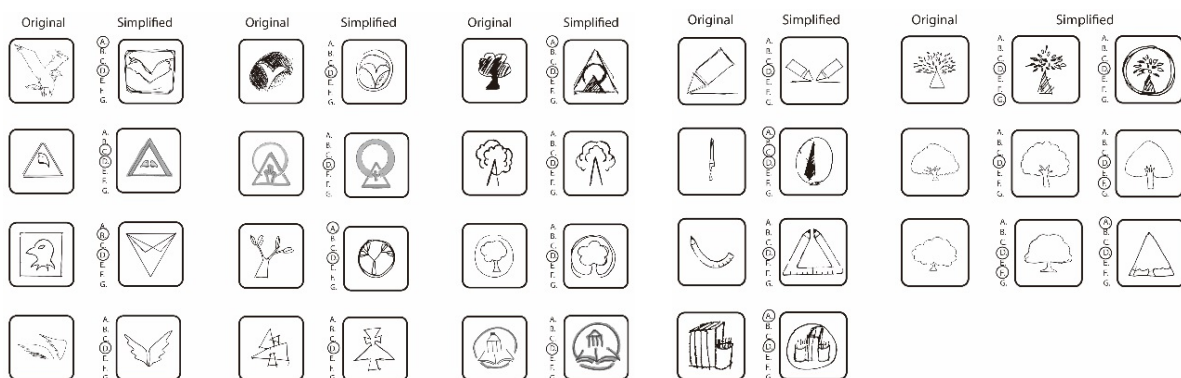 Original
Simplified
A.
B.
C.
D.
E.
F.
G.
A.
B.
C.
D.
E.
F.
G.
A.
B.
C.
D.
E.
F.
G.
A.
B.
C.
D.
E.
F.
G.
Original
Simplified
A.
B.
C.
D.
E.
F.
G.
A.
B.
C.
D.
E.
F.
G.
A.
B.
C.
D.
E.
F.
G.
A.
B.
C.
D.
E.
F.
G.
Original
Simplified
A.
B.
C.
D.
E.
F.
G.
A.
B.
C.
D.
E.
F.
G.
A.
B.
C.
D.
E.
F.
G.
A.
B.
C.
D.
E.
F.
G.
Original
Simplified
A.
B.
C.
D.
E.
F.
G.
A.
B.
C.
D.
E.
F.
G.
A.
B.
C.
D.
E.
F.
G.
A.
B.
C.
D.
E.
F.
G.
Original
Simplified
A.
B.
C.
D.
E.
F.
G.
A.
B.
C.
D.
E.
F.
G.
A.
B.
C.
D.
E.
F.
G.
A.
B.
C.
D.
E.
F.
G.
A.
B.
C.
D.
E.
F.
G.
A.
B.
C.
D.
E.
F.
G.